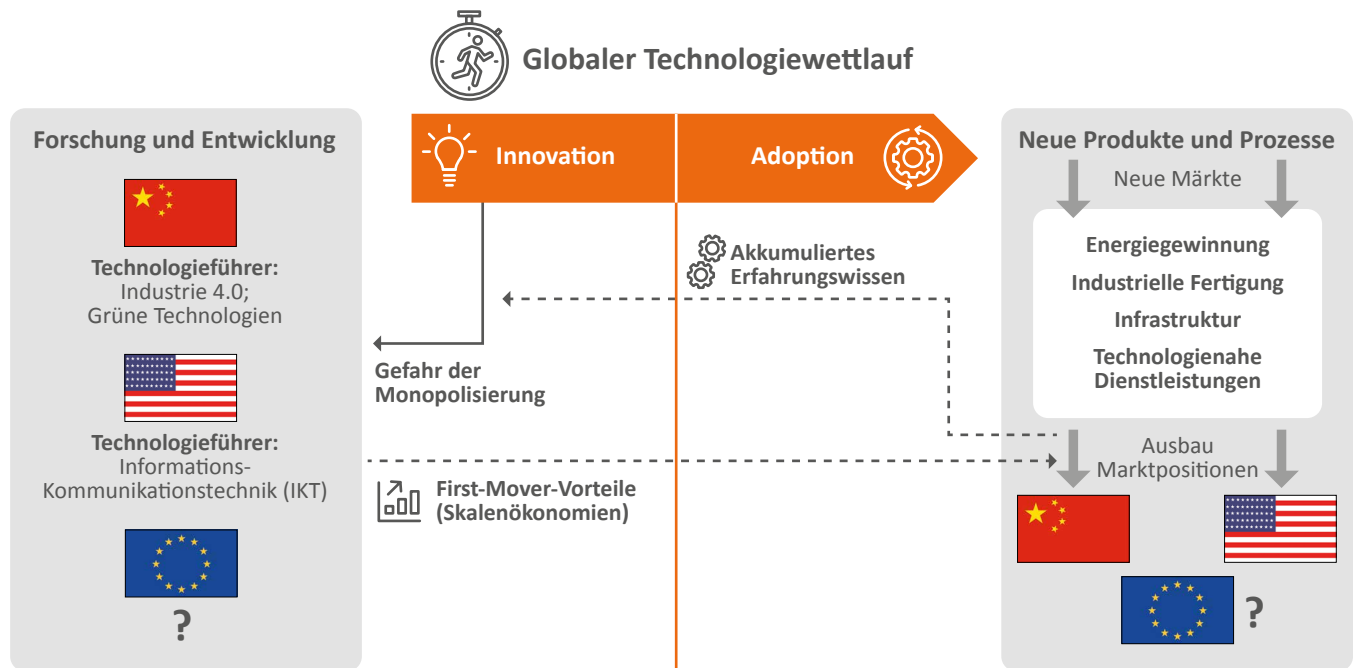 Globaler Technologiewettlauf
Forschung und Entwicklung
Technologieführer:
Industrie 4.0;
Grüne Technologien
Technologieführer:
Informations-
Kommunikationstechnik (IKT)
?
Innovation
Adoption
Akkumuliertes
Erfahrungswissen
Gefahr der
Monopolisierung
First-Mover-Vorteile
(Skalenökonomien)
Neue Produkte und Prozesse
Neue Märkte
Energiegewinnung
Industrielle Fertigung
Infrastruktur
Technologienahe
Dienstleistungen
Ausbau
Marktpositionen
?